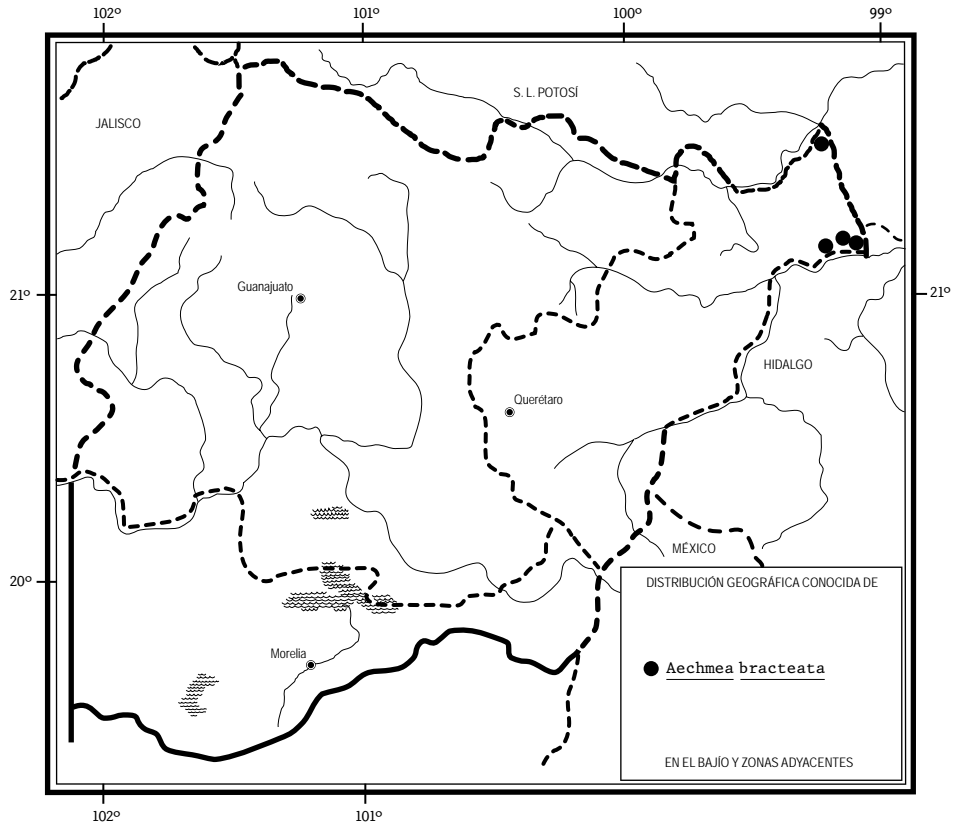 102º 101º 100º 99º
S. L. POTOSÍ
JALISCO
Guanajuato
21º 21º
HIDALGO
Querétaro
MÉXICO
20º
DISTRIBUCIÓN GEOGRÁFICA CONOCIDA DE
Morelia
Aechmea bracteata
EN EL BAJÍO Y ZONAS ADYACENTES
102º 101º